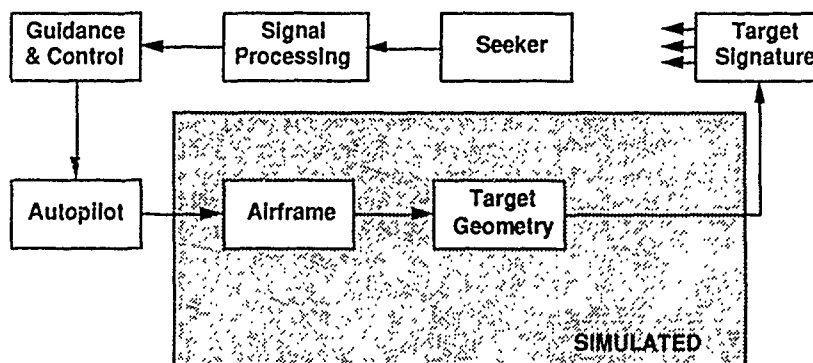 Guidance
& Control
Signal
Processing
Seeker
Target
Signature
Autopilot
Airframe
Target
Geometry
SIMULATED